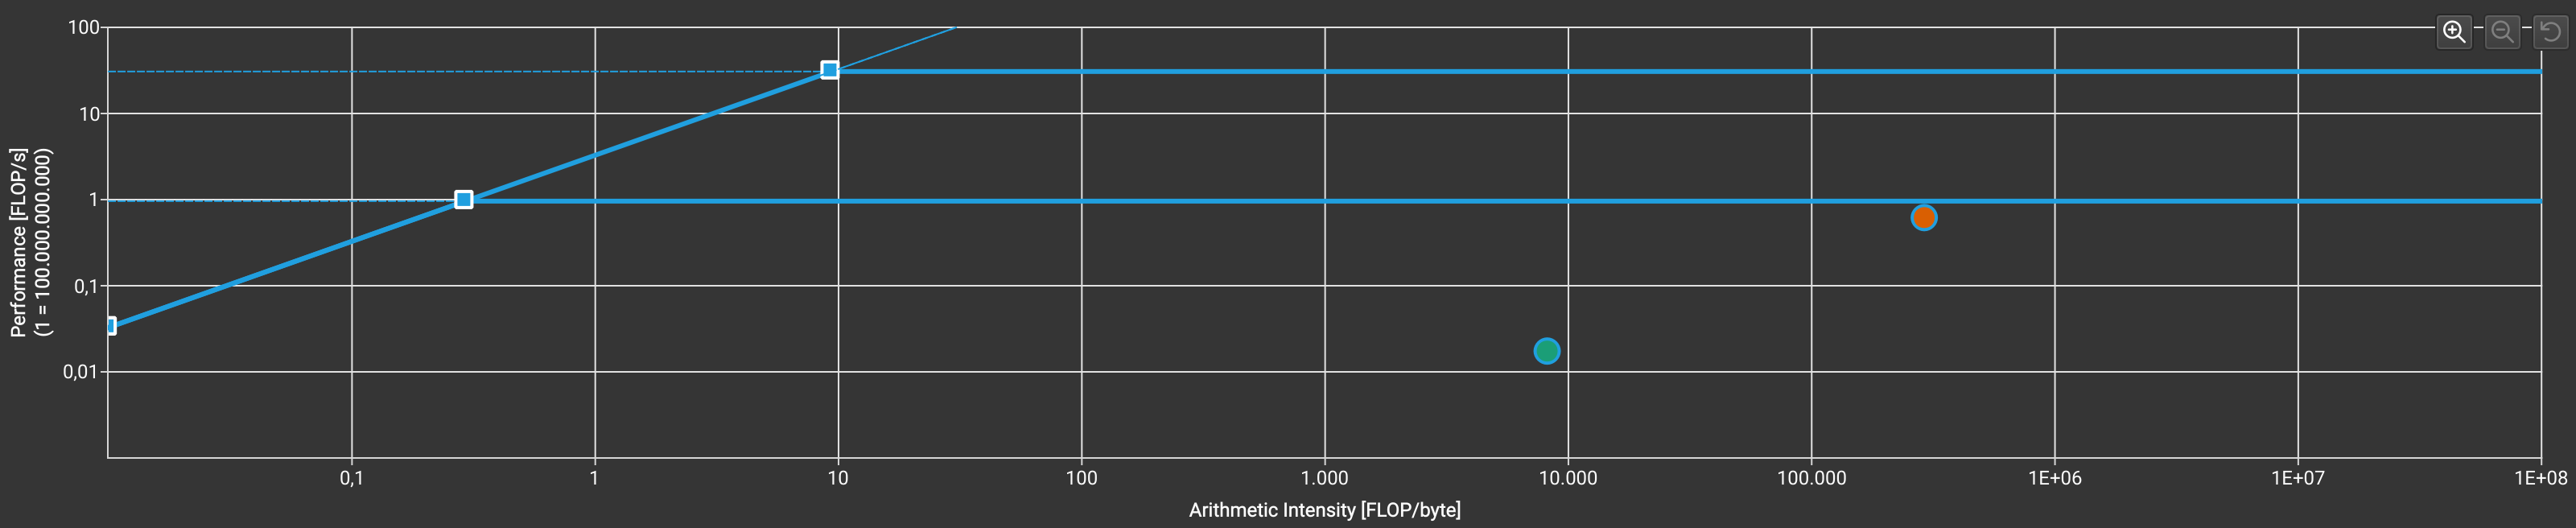 100
10
1
0,1
0,01
Performance [FLOP/s]
(1 = 100.000.000.000)
0,1
1
10
100
1.000
10.000
100.000
1E+06
1E+07
1E+08
Arithmetic Intensity [FLOP/byte]